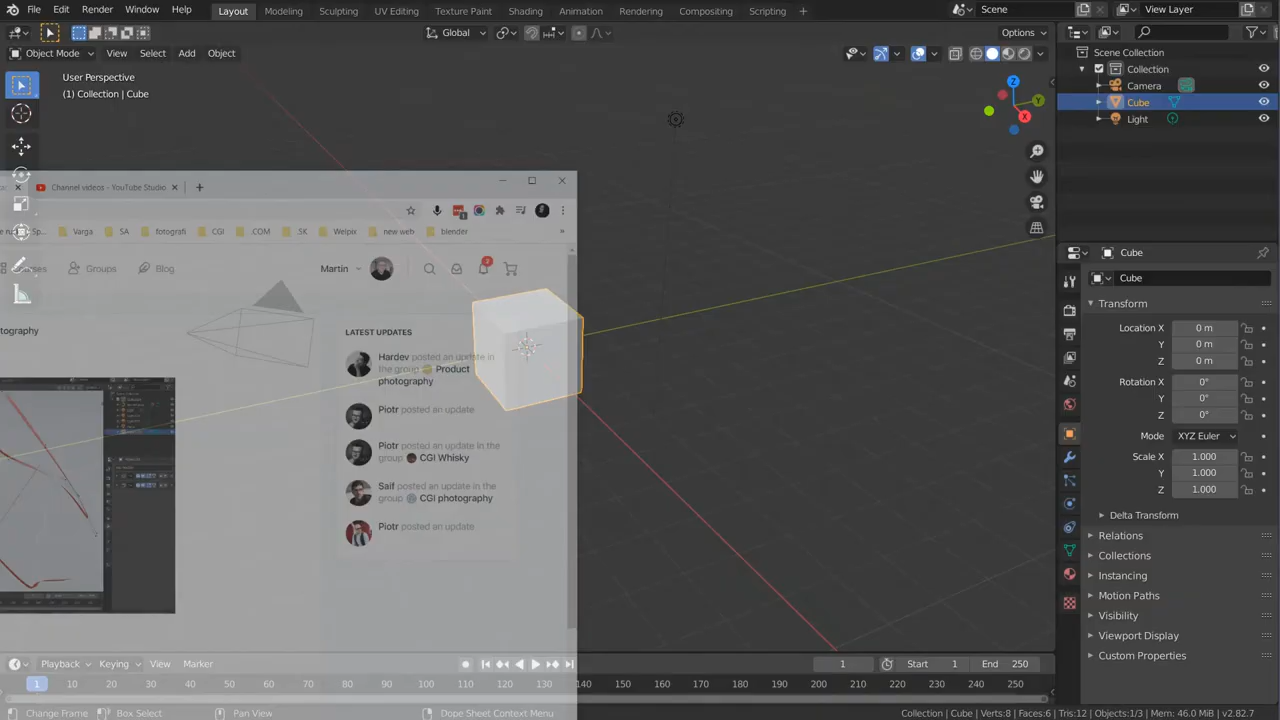 File Edit Render Window Help Layout Modeling Sculpting UV Editing Texture Paint Shading Animation Rendering Compositing Scripting + Scene View Layer
Global Options
Object Mode View Select Add Object
User Perspective
(1) Collection | Cube
Z
Y
X
Scene Collection
Collection
Camera
Cube
Light
Channel videos - YouTube Studio
Varga SA fotografi CGI .COM .SK Weipix new web blender »
Groups Blog Martin 2
tography
LATEST UPDATES
Hardev posted an update in
the group Product
photography
Piotr posted an update
Piotr posted an update in the
group CGI Whisky
Saif posted an update in the
group CGI photography
Piotr posted an update
Cube
Cube
Transform
Location X 0 m
Y 0 m
Z 0 m
Rotation X 0°
Y 0°
Z 0°
Mode XYZ Euler
Scale X 1.000
Y 1.000
Z 1.000
Delta Transform
Relations
Collections
Instancing
Motion Paths
Visibility
Viewport Display
Custom Properties
Playback Keying View Marker 1 Start 1 End 250
1 10 20 30 40 50 60 70 80 90 100 110 120 130 140 150 160 170 180 190 200 210 220 230 240 250
Change Frame Box Select Pan View Dope Sheet Context Menu Collection | Cube | Verts:8 | Faces:6 | Tris:12 | Objects:1/3 | Mem: 46.0 MiB | v2.82.7